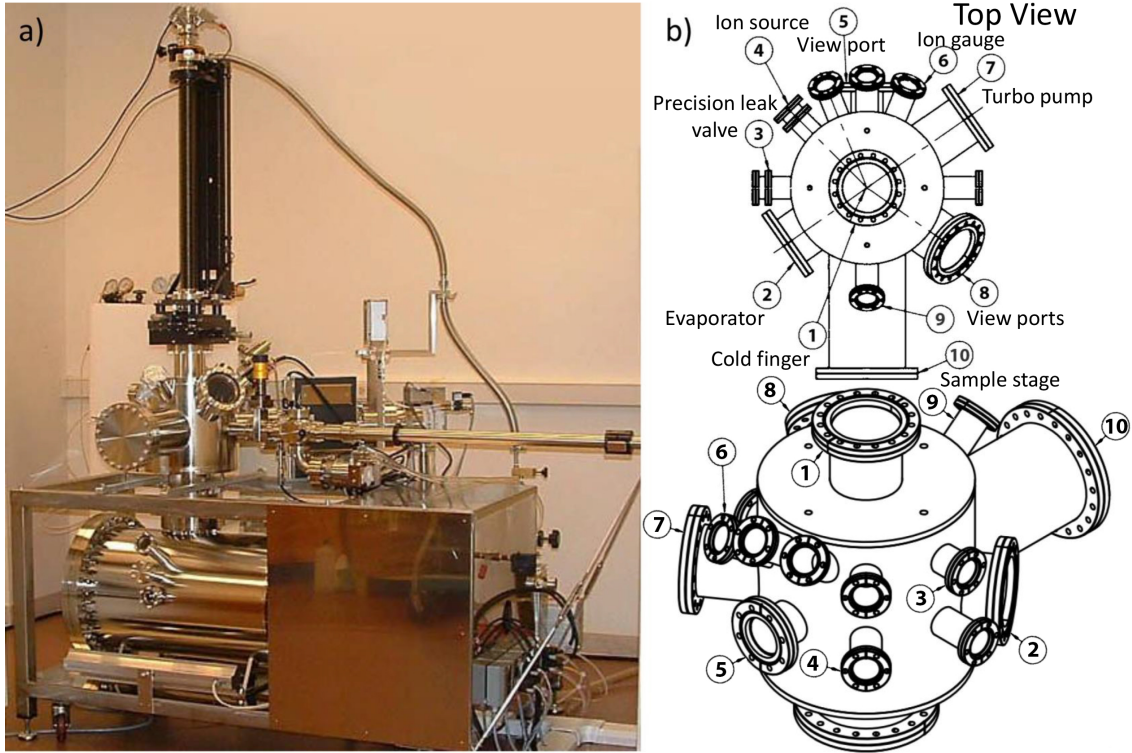 a)
b)
Top View
Ion source
5
Ion gauge
4
View port
6
7
Precision leak
valve
Turbo pump
3
2
8
Evaporator
1
9
View ports
Cold finger
10
Sample stage
8
9
10
1
6
7
3
2
5
4